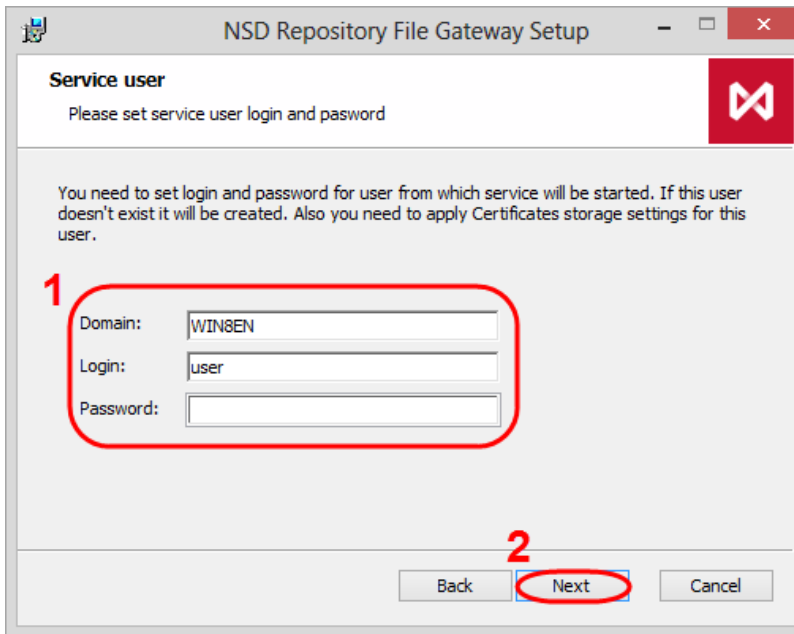 NSD Repository File Gateway Setup
Service user
Please set service user login and pasword
You need to set login and password for user from which service will be started. If this user
doesn't exist it will be created. Also you need to apply Certificates storage settings for this
user.
1
Domain: WIN8EN
Login: user
Password:
2
Back Next Cancel